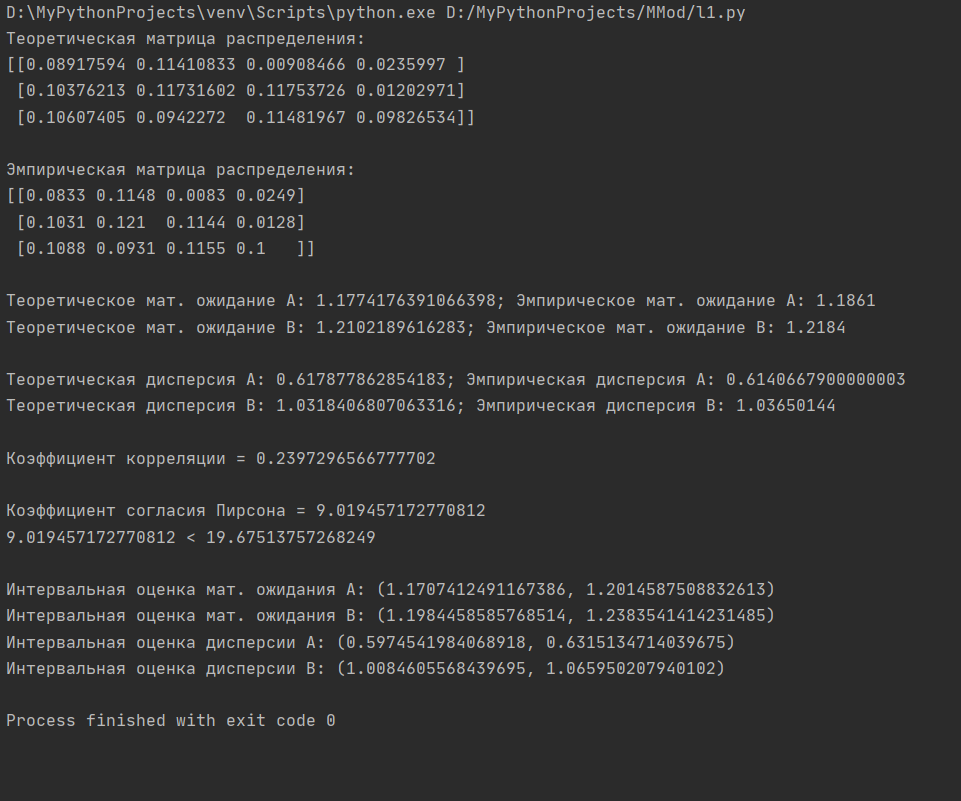 D:\MyPythonProjects\venv\Scripts\python.exe D:/MyPythonProjects/MMod/l1.py
Теоретическая матрица распределения:
[[0.08917594 0.11410833 0.00908466 0.0235997 ]
 [0.10376213 0.11731602 0.11753726 0.01202971]
 [0.10607405 0.0942272  0.11481967 0.09826534]]
Эмпирическая матрица распределения:
[[0.0833 0.1148 0.0083 0.0249]
 [0.1031 0.121  0.1144 0.0128]
 [0.1088 0.0931 0.1155 0.1   ]]
Теоретическое мат. ожидание A: 1.1774176391066398; Эмпирическое мат. ожидание A: 1.1861
Теоретическое мат. ожидание B: 1.2102189616283; Эмпирическое мат. ожидание B: 1.2184
Теоретическая дисперсия A: 0.617877862854183; Эмпирическая дисперсия A: 0.6140667900000003
Теоретическая дисперсия B: 1.0318406807063316; Эмпирическая дисперсия B: 1.03650144
Коэффициент корреляции = 0.2397296566777702
Коэффициент согласия Пирсона = 9.019457172770812
9.019457172770812 < 19.67513757268249
Интервальная оценка мат. ожидания A: (1.1707412491167386, 1.2014587508832613)
Интервальная оценка мат. ожидания B: (1.1984458585768514, 1.2383541414231485)
Интервальная оценка дисперсии A: (0.5974541984068918, 0.6315134714039675)
Интервальная оценка дисперсии B: (1.0084605568439695, 1.065950207940102)
Process finished with exit code 0